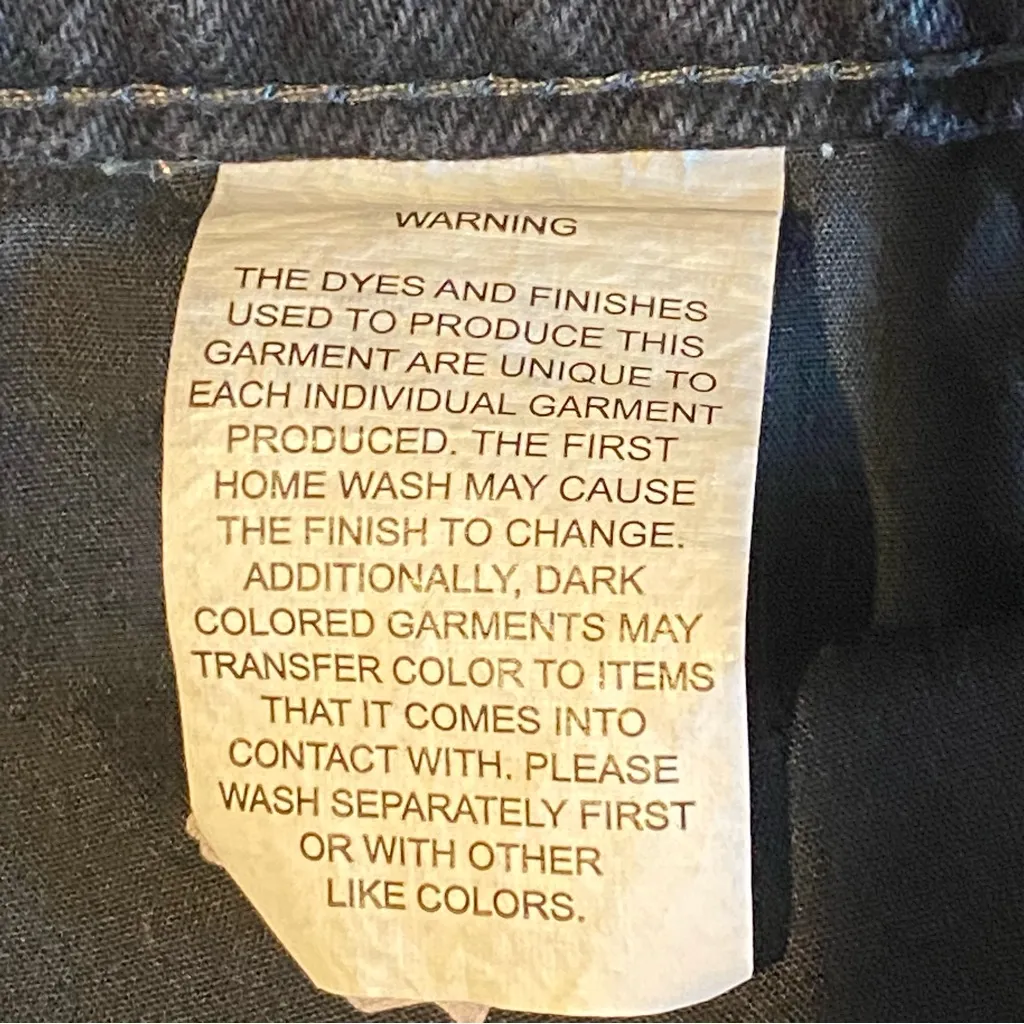 WARNING
THE DYES AND FINISHES
USED TO PRODUCE THIS
GARMENT ARE UNIQUE TO
EACH INDIVIDUAL GARMENT
PRODUCED. THE FIRST
HOME WASH MAY CAUSE
THE FINISH TO CHANGE.
ADDITIONALLY, DARK
COLORED GARMENTS MAY
TRANSFER COLOR TO ITEMS
THAT IT COMES INTO
CONTACT WITH. PLEASE
WASH SEPARATELY FIRST
OR WITH OTHER
LIKE COLORS.